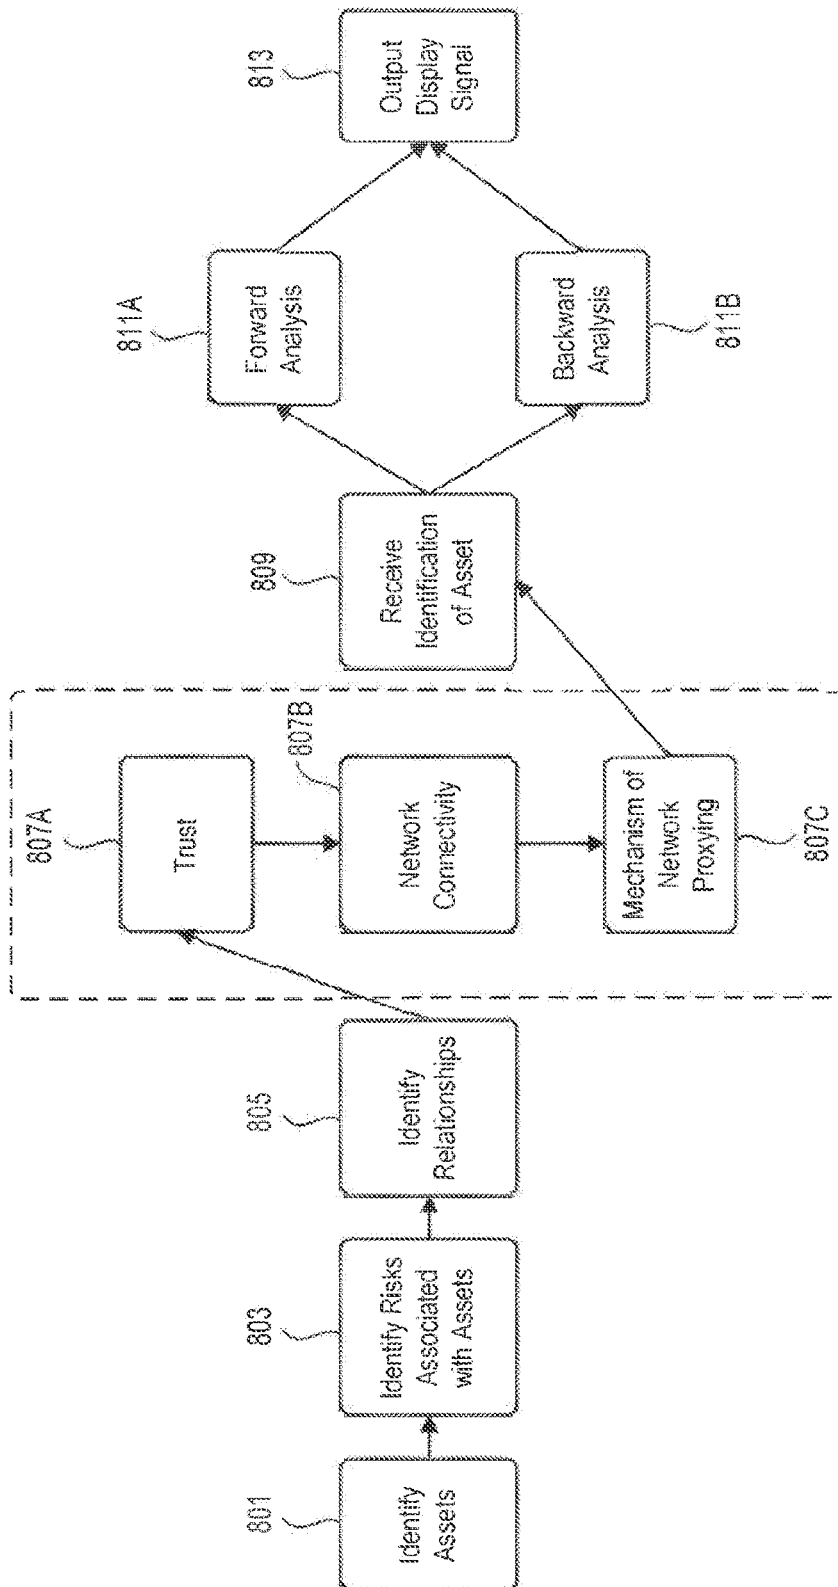 801
Identify
Assets
803
Identify Risks
Associated
with Assets
805
Identify
Relationships
807A
Trust
807B
Network
Connectivity
Mechanism of
Network
Proxying
807C
809
Receive
Identification
of Asset
811A
Forward
Analysis
Backward
Analysis
811B
813
Output
Display
Signal